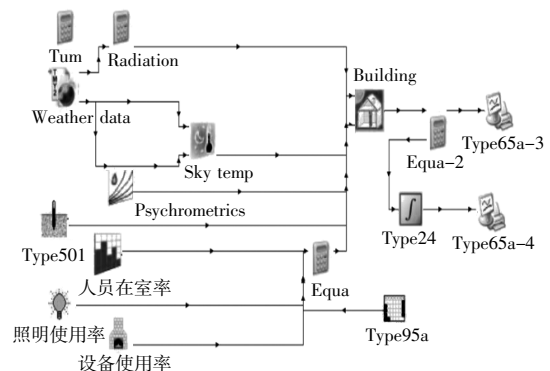 Tum
Radiation
Building
Weather data
Type65a-3
Equa-2
Sky temp
Psychrometrics
Type24
Type65a-4
Type501
人员在室率
Equa
照明使用率
Type95a
设备使用率